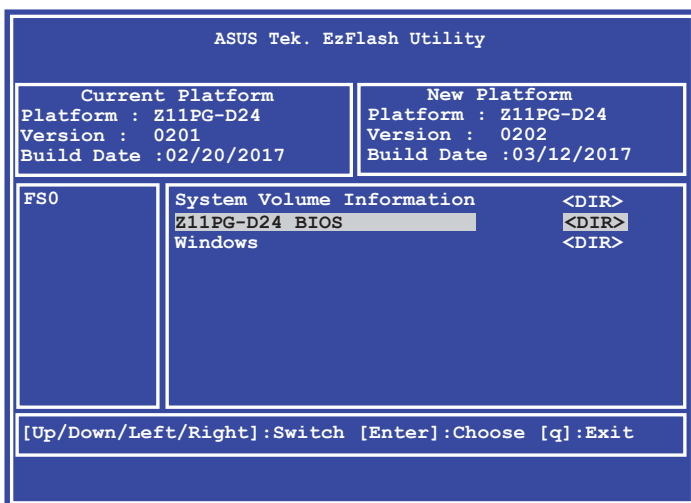 ASUS Tek. EzFlash Utility
Current Platform
Platform : Z11PG-D24
Version : 0201
Build Date :02/20/2017
New Platform
Platform : Z11PG-D24
Version : 0202
Build Date :03/12/2017
FS0
System Volume Information <DIR>
Z11PG-D24 BIOS <DIR>
Windows <DIR>
[Up/Down/Left/Right]:Switch [Enter]:Choose [q]:Exit